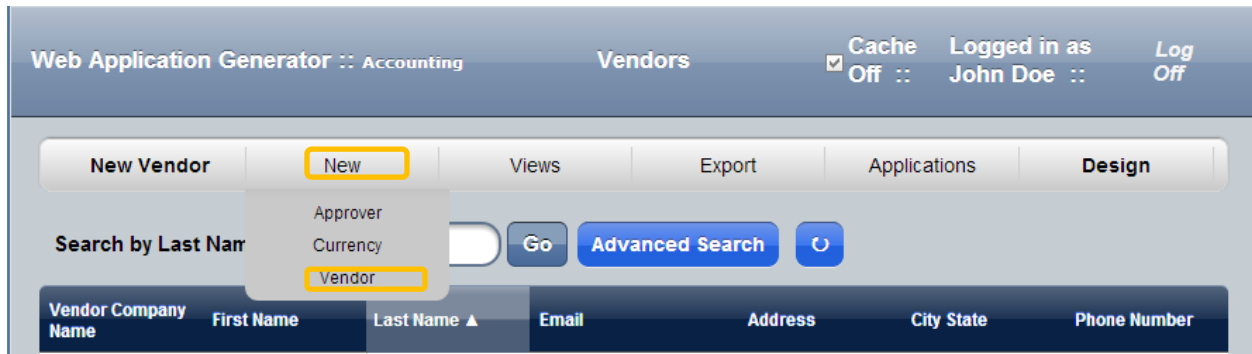 Web Application Generator :: Accounting
Vendors
Cache
Off ::
Logged in as
John Doe ::
Log
Off
New Vendor New Views Export Applications Design
Approver
Currency
Vendor
Search by Last Nam
Go Advanced Search ↻
Vendor Company
Name
First Name Last Name ▲ Email Address City State Phone Number